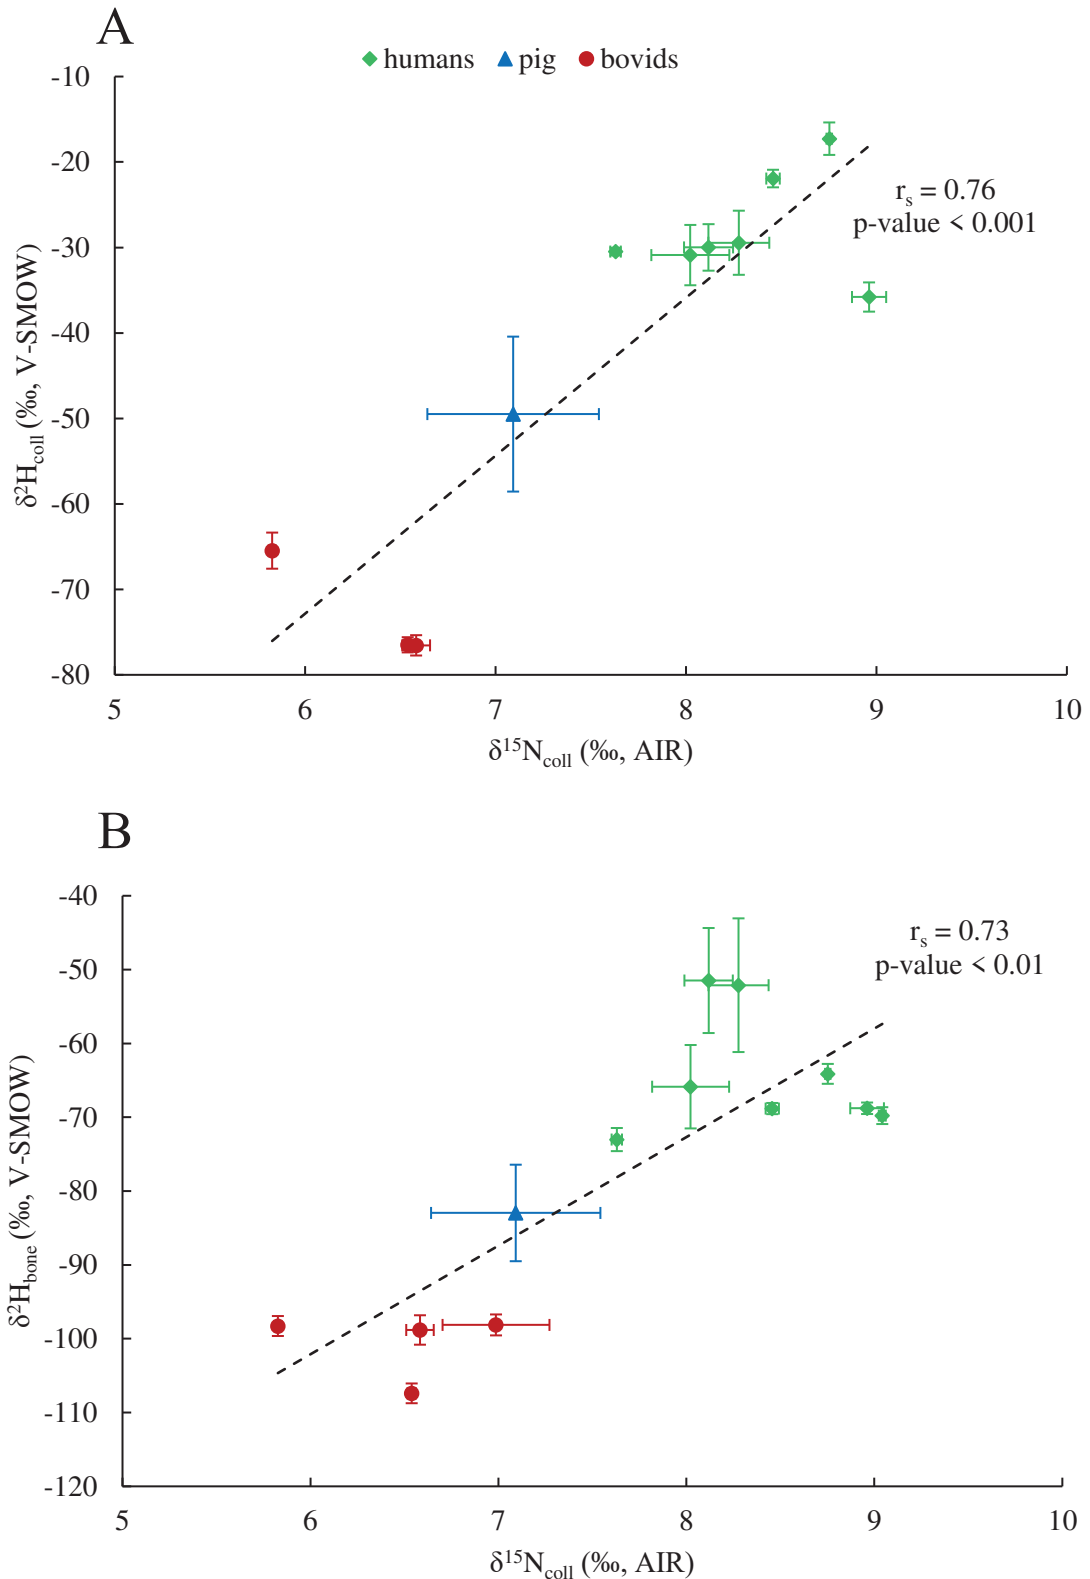 A
humans pig bovids
-10
-20
-30
-40
-50
-60
-70
-80
δ²H_coll (‰, V-SMOW)
r_s = 0.76
p-value < 0.001
5 6 7 8 9 10
δ¹⁵N_coll (‰, AIR)
B
-40
-50
-60
-70
-80
-90
-100
-110
-120
δ²H_bone (‰, V-SMOW)
r_s = 0.73
p-value < 0.01
5 6 7 8 9 10
δ¹⁵N_coll (‰, AIR)